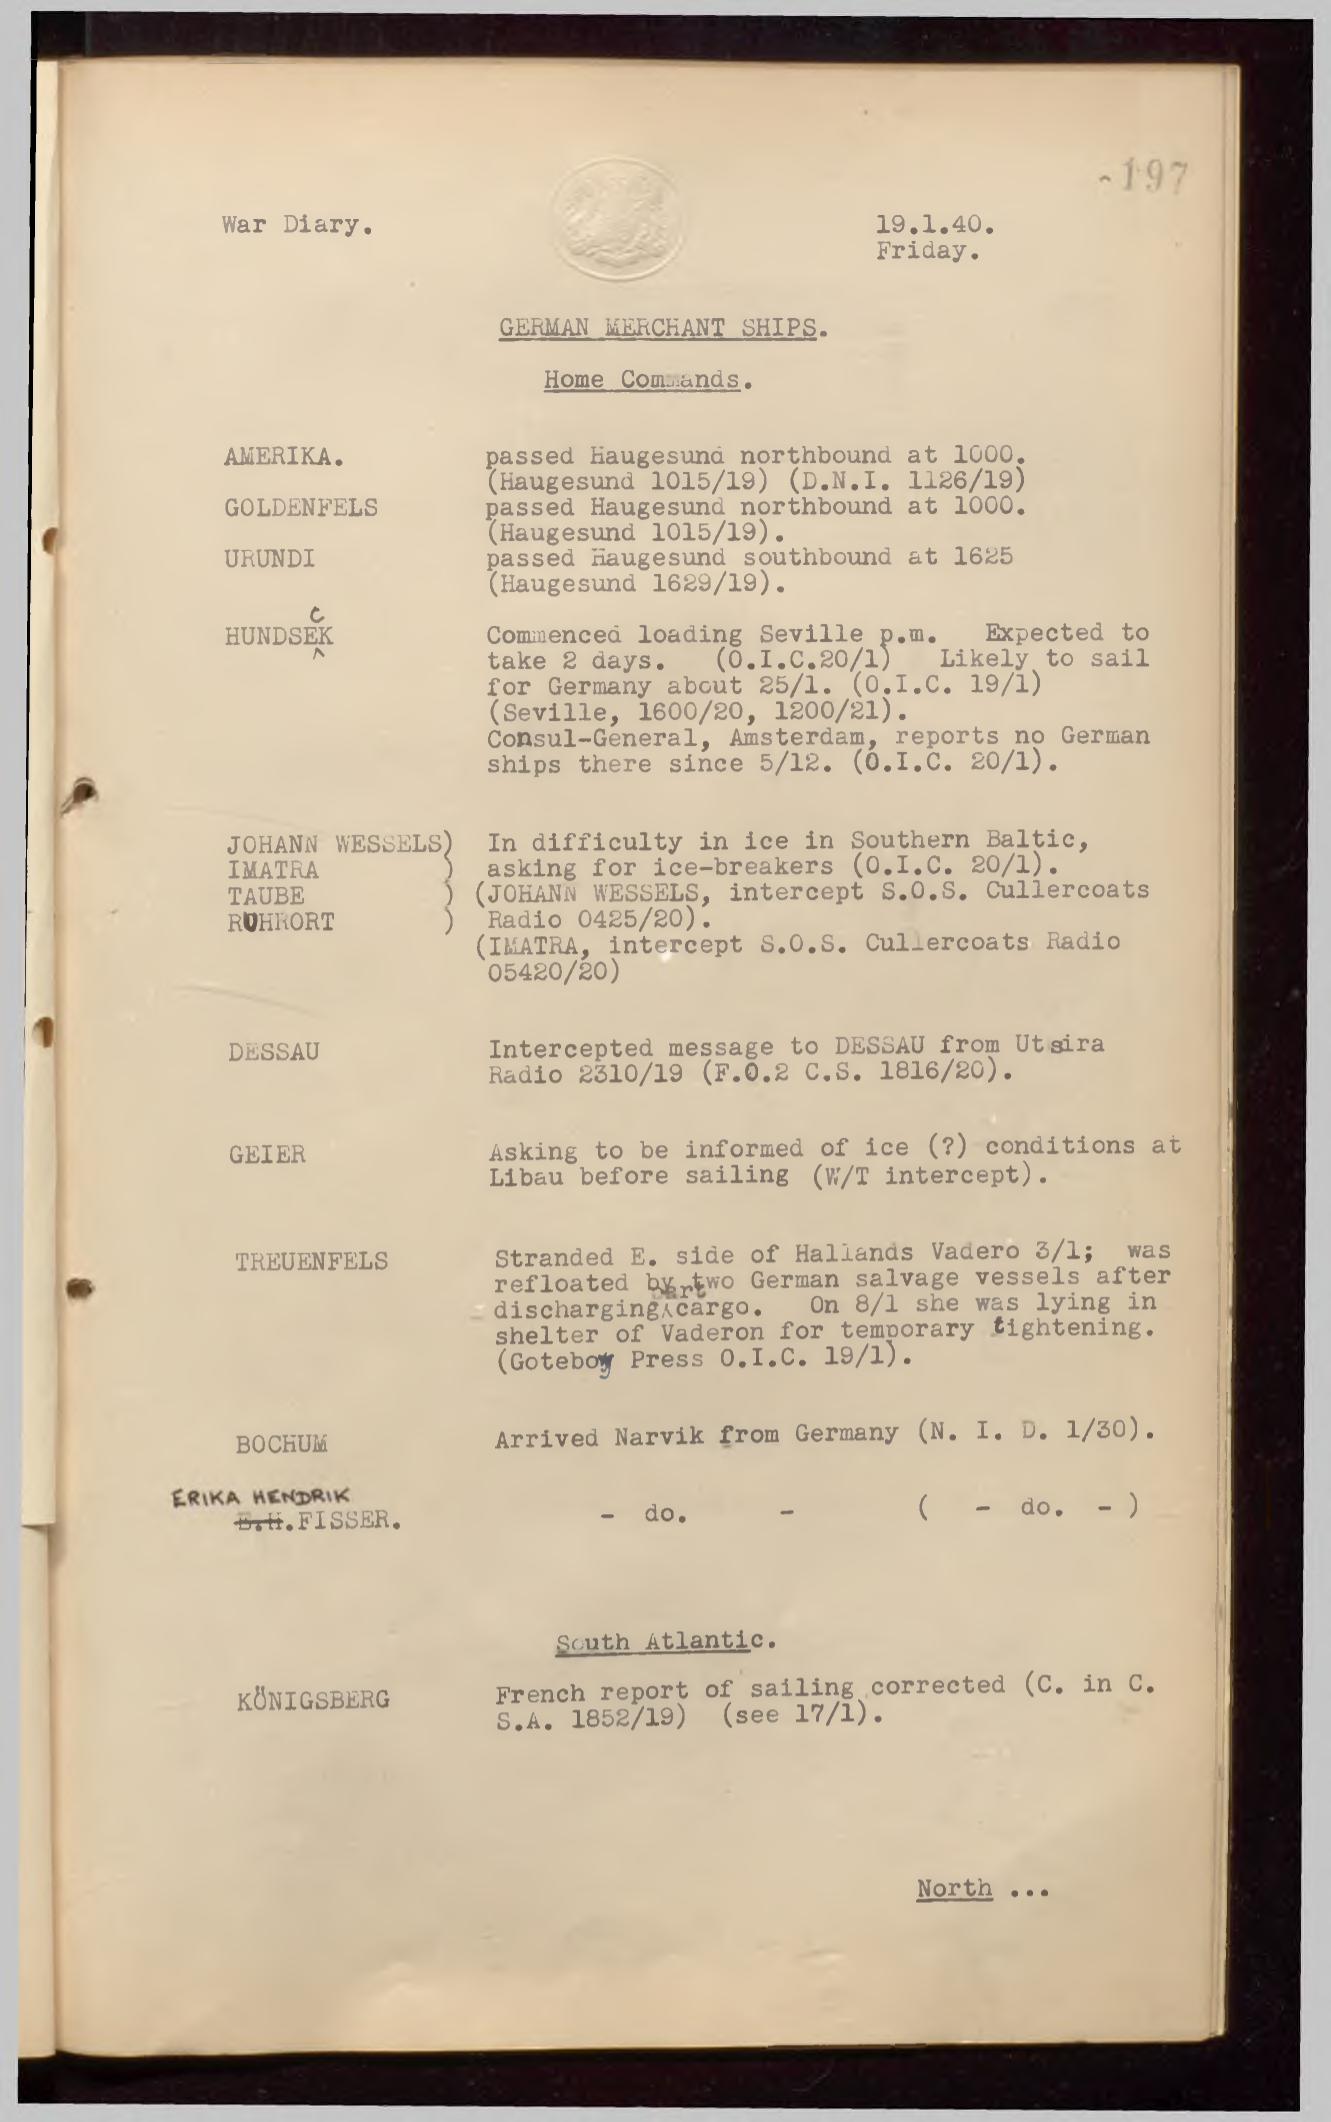 197
War Diary.
19.1.40.
Friday.
GERMAN MERCHANT SHIPS.
Home Commands.
AMERIKA. passed Haugesund northbound at 1000.
(Haugesund 1015/19) (D.N.I. 1126/19)
GOLDENFELS passed Haugesund northbound at 1000.
(Haugesund 1015/19).
URUNDI passed Haugesund southbound at 1625
(Haugesund 1629/19).
HUNDSECK Commenced loading Seville p.m. Expected to
take 2 days. (O.I.C.20/1) Likely to sail
for Germany about 25/1. (O.I.C. 19/1)
(Seville, 1600/20, 1200/21).
Consul-General, Amsterdam, reports no German
ships there since 5/12. (O.I.C. 20/1).
JOHANN WESSELS) In difficulty in ice in Southern Baltic,
IMATRA ) asking for ice-breakers (O.I.C. 20/1).
TAUBE ) (JOHANN WESSELS, intercept S.O.S. Cullercoats
RUHRORT ) Radio 0425/20).
(IMATRA, intercept S.O.S. Cullercoats Radio
05420/20)
DESSAU Intercepted message to DESSAU from Utsira
Radio 2310/19 (F.O.2 C.S. 1816/20).
GEIER Asking to be informed of ice (?) conditions at
Libau before sailing (W/T intercept).
TREUENFELS Stranded E. side of Hallands Vadero 3/1; was
refloated by two German salvage vessels after
discharging part cargo. On 8/1 she was lying in
shelter of Vaderon for temporary tightening.
(Gotebog Press O.I.C. 19/1).
BOCHUM Arrived Narvik from Germany (N. I. D. 1/30).
ERIKA HENDRIK
E.H.FISSER. - do. - ( - do. - )
South Atlantic.
KÖNIGSBERG French report of sailing corrected (C. in C.
S.A. 1852/19) (see 17/1).
North ...